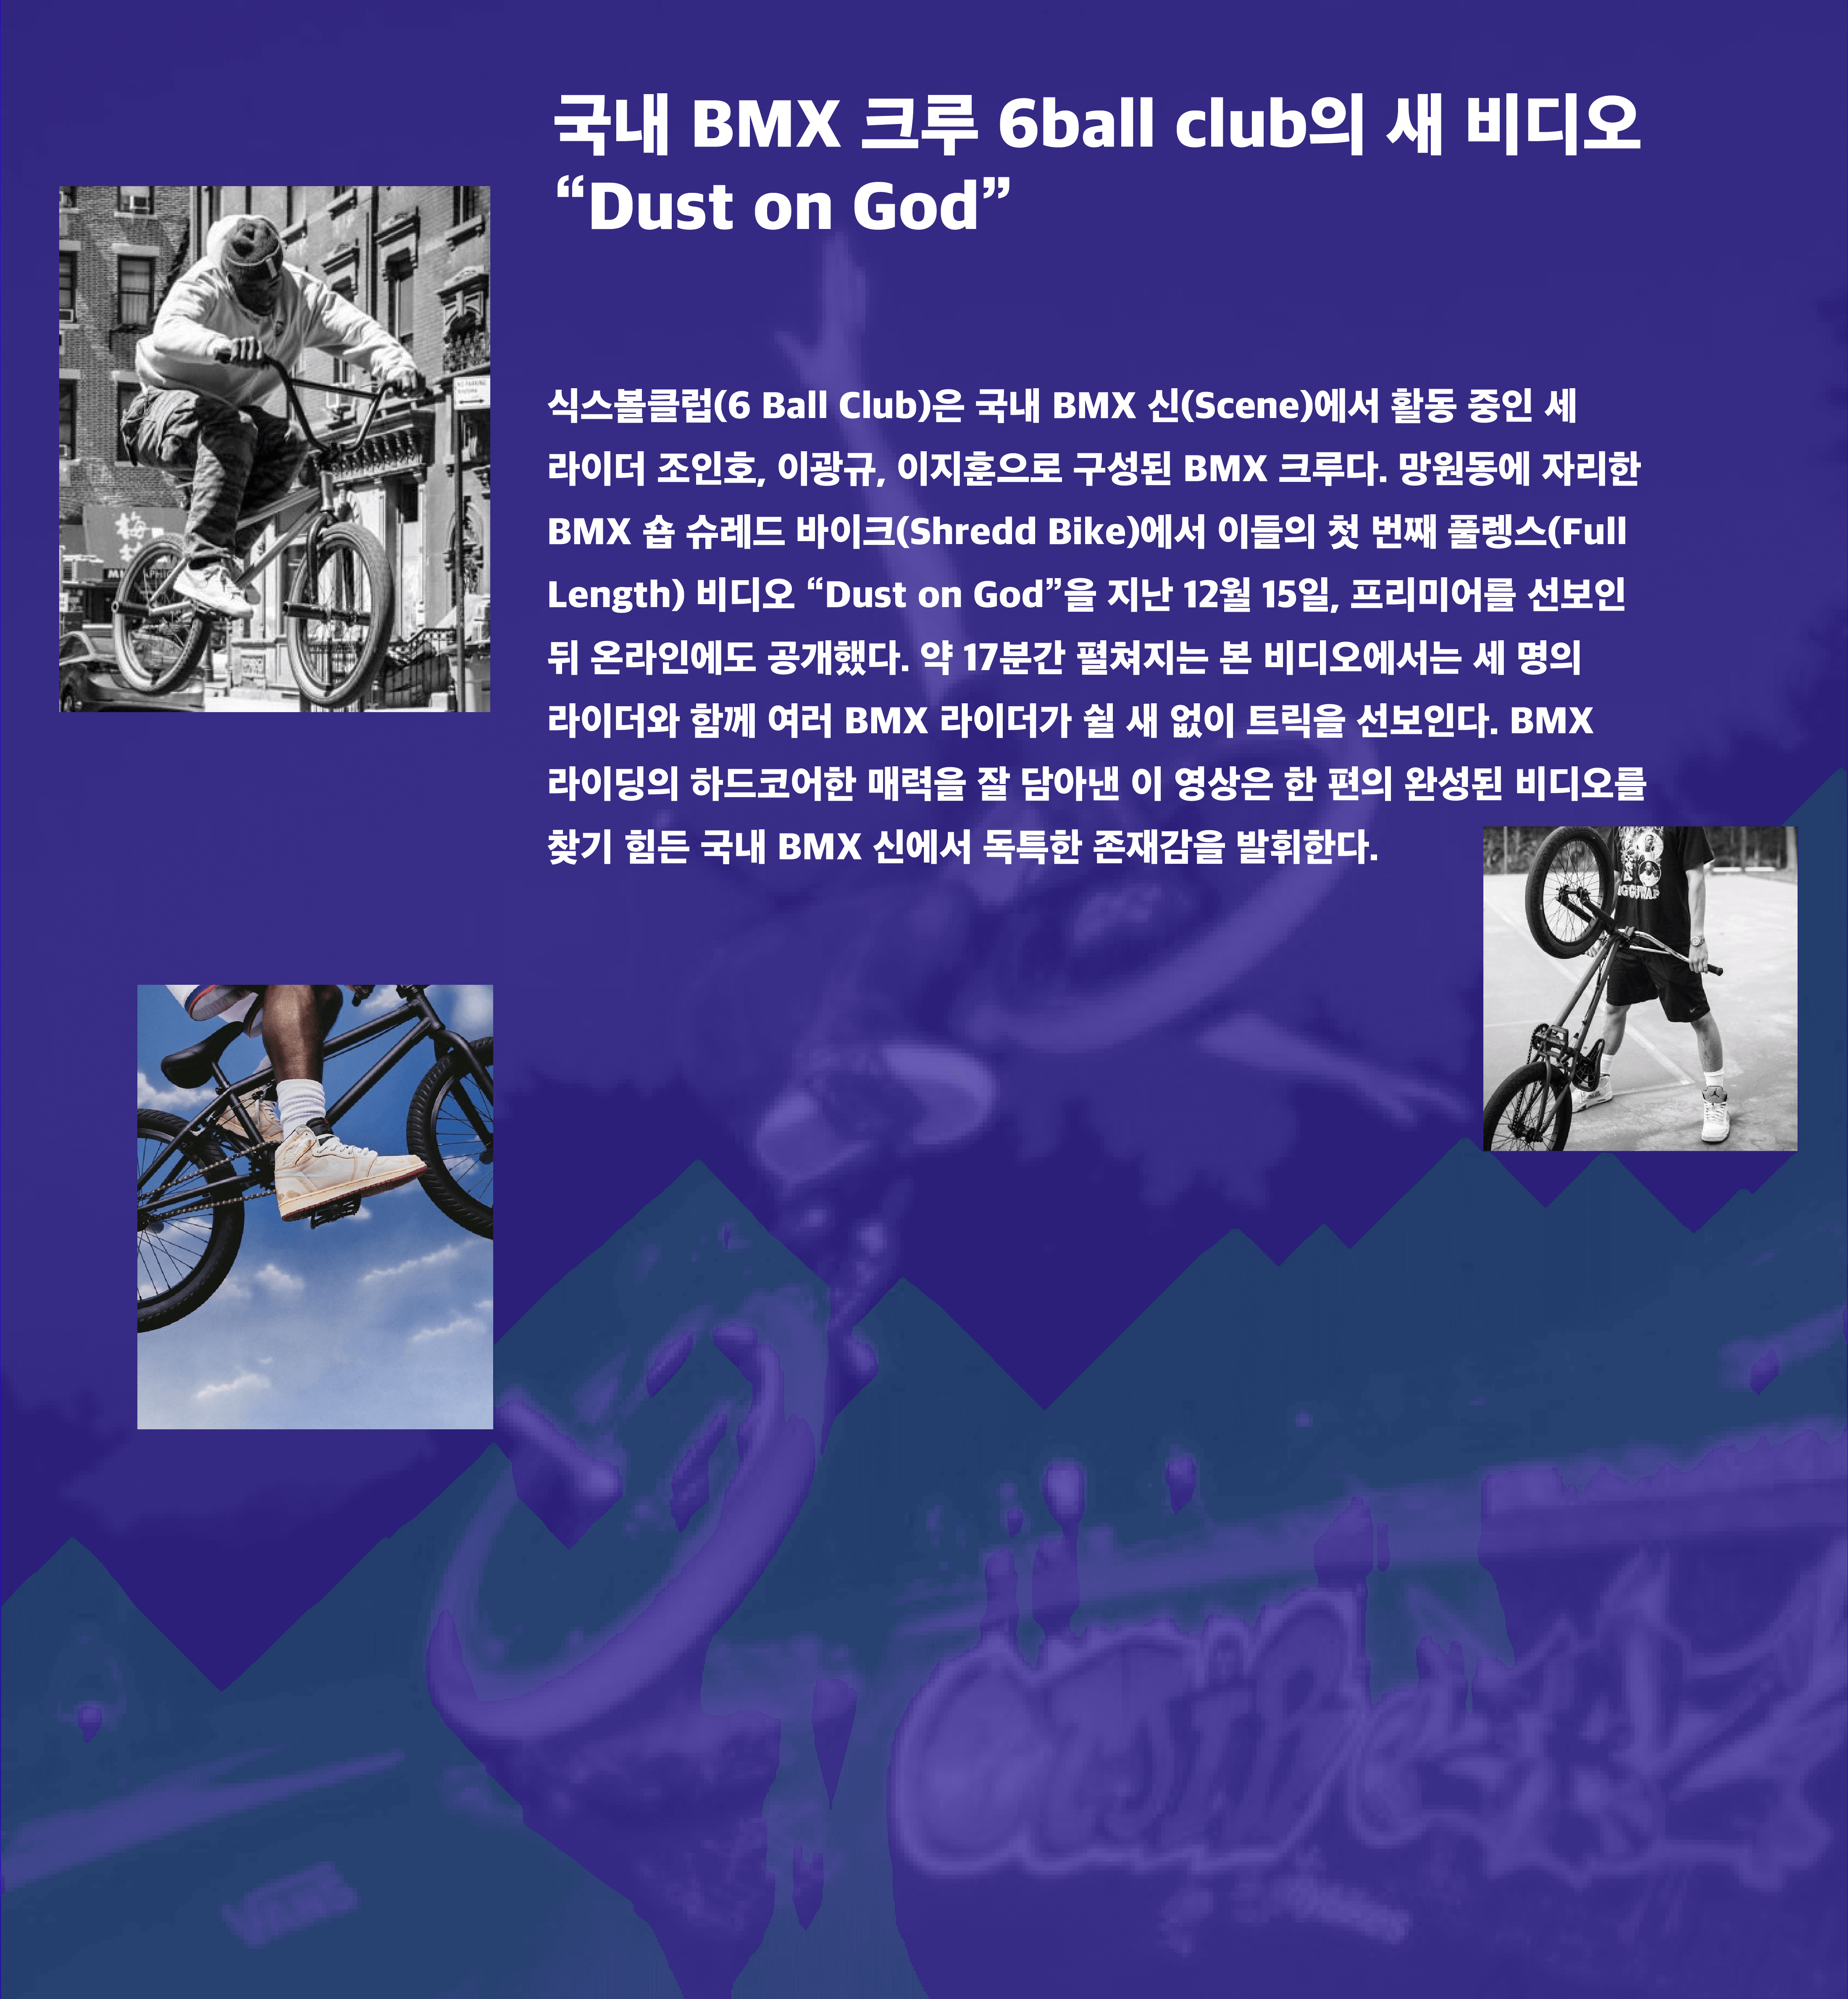 국내 BMX 크루 6ball club의 새 비디오
“Dust on God”
식스볼클럽(6 Ball Club)은 국내 BMX 신(Scene)에서 활동 중인 세
라이더 조인호, 이광규, 이지훈으로 구성된 BMX 크루다. 망원동에 자리한
BMX 숍 슈레드 바이크(Shredd Bike)에서 이들의 첫 번째 풀렝스(Full
Length) 비디오 “Dust on God”을 지난 12월 15일, 프리미어를 선보인
뒤 온라인에도 공개했다. 약 17분간 펼쳐지는 본 비디오에서는 세 명의
라이더와 함께 여러 BMX 라이더가 쉴 새 없이 트릭을 선보인다. BMX
라이딩의 하드코어한 매력을 잘 담아낸 이 영상은 한 편의 완성된 비디오를
찾기 힘든 국내 BMX 신에서 독특한 존재감을 발휘한다.
NO PARKING
VANS